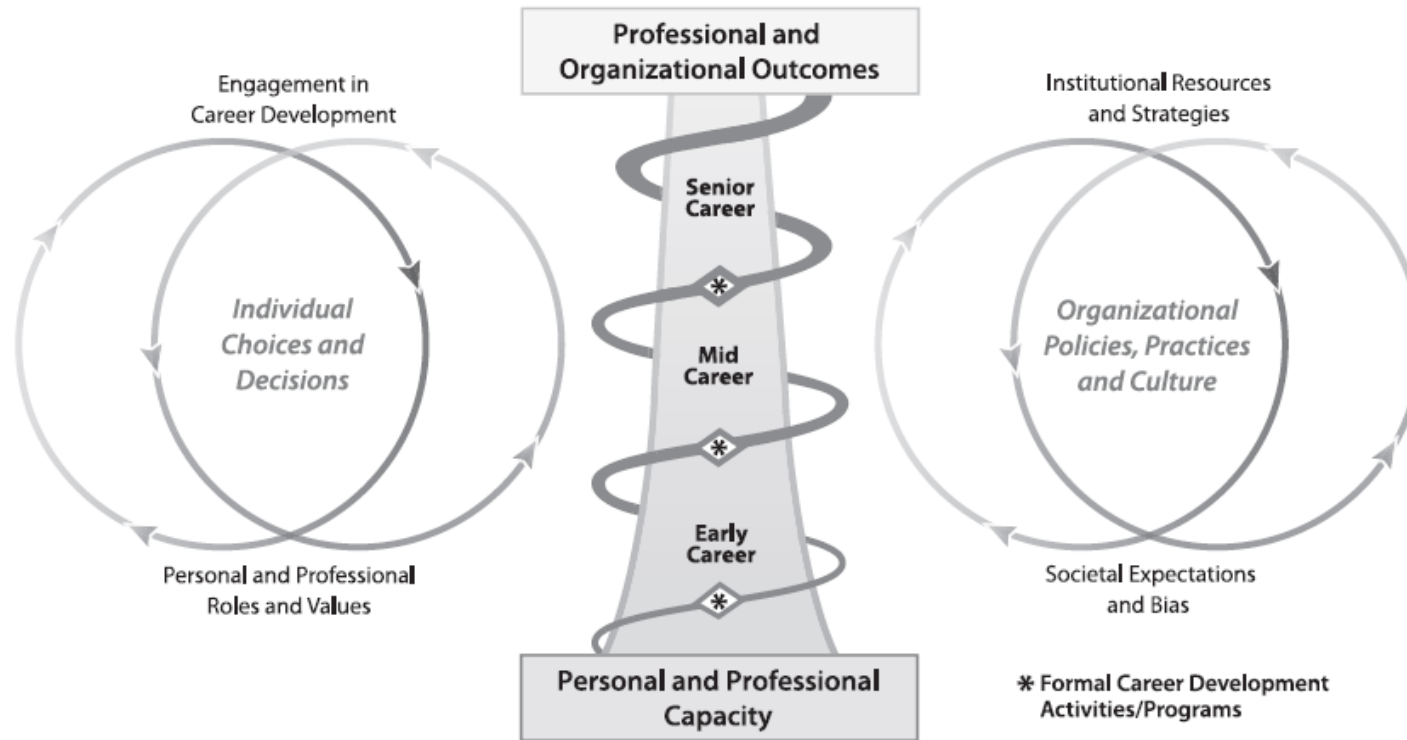 Professional and
Organizational Outcomes
Engagement in
Career Development
Institutional Resources
and Strategies
Senior
Career
*
Individual
Choices and
Decisions
Organizational
Policies, Practices
and Culture
Mid
Career
*
Early
Career
*
Personal and Professional
Roles and Values
Societal Expectations
and Bias
Personal and Professional
Capacity
* Formal Career Development
Activities/Programs